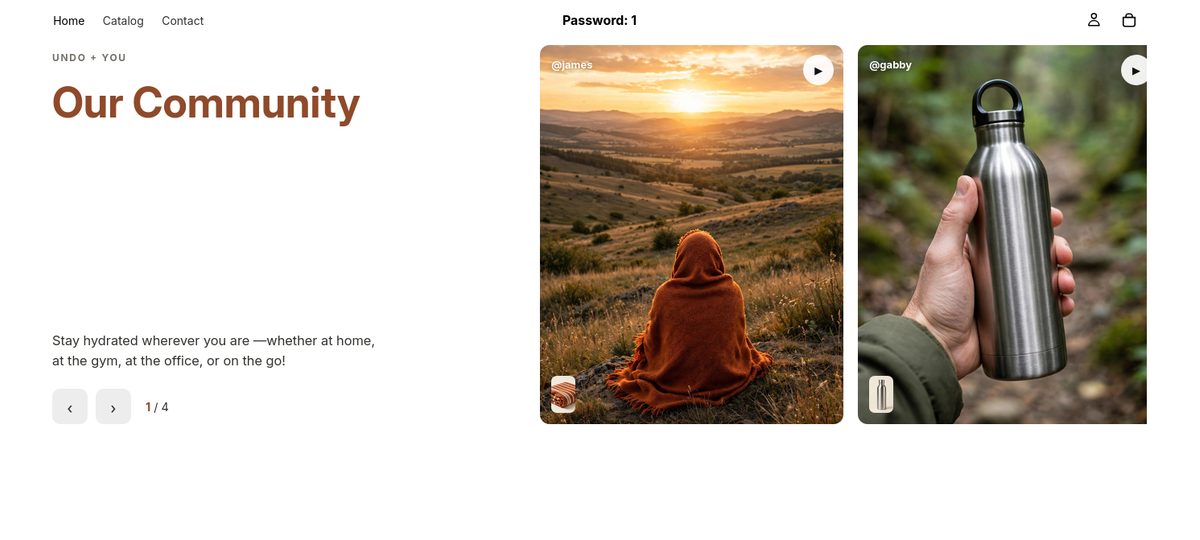 Home Catalog Contact Password: 1
UNDO + YOU
Our Community
Stay hydrated wherever you are —whether at home,
at the gym, at the office, or on the go!
‹ › 1 / 4
@james
@gabby